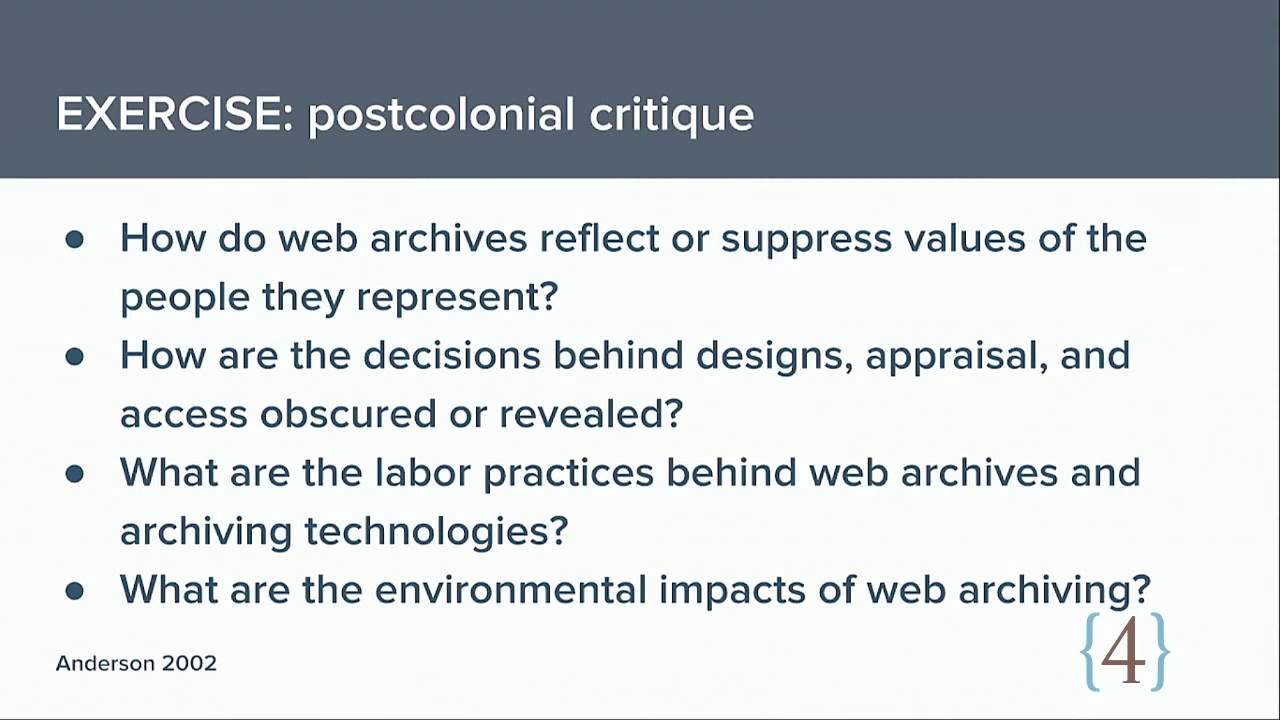 EXERCISE: postcolonial critique
● How do web archives reflect or suppress values of the
people they represent?
● How are the decisions behind designs, appraisal, and
access obscured or revealed?
● What are the labor practices behind web archives and
archiving technologies?
● What are the environmental impacts of web archiving?
Anderson 2002
{4}